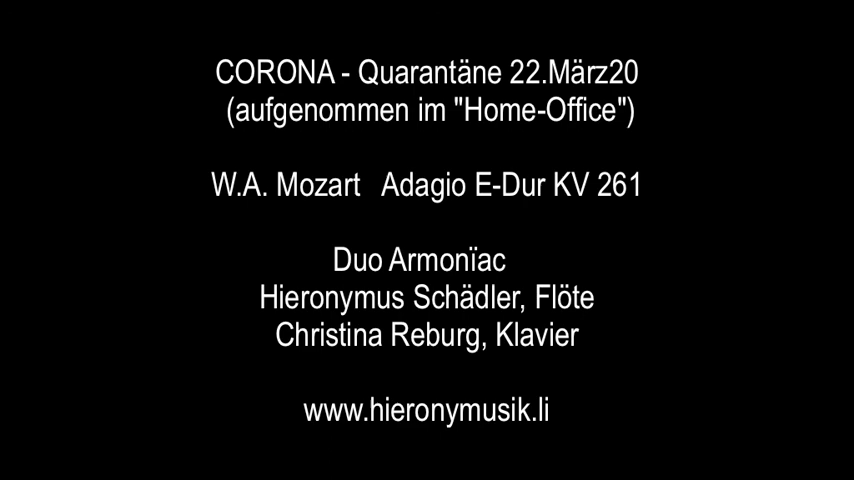 CORONA - Quarantäne 22.März20
(aufgenommen im "Home-Office")
W.A. Mozart Adagio E-Dur KV 261
Duo Armonïac
Hieronymus Schädler, Flöte
Christina Reburg, Klavier
www.hieronymusik.li